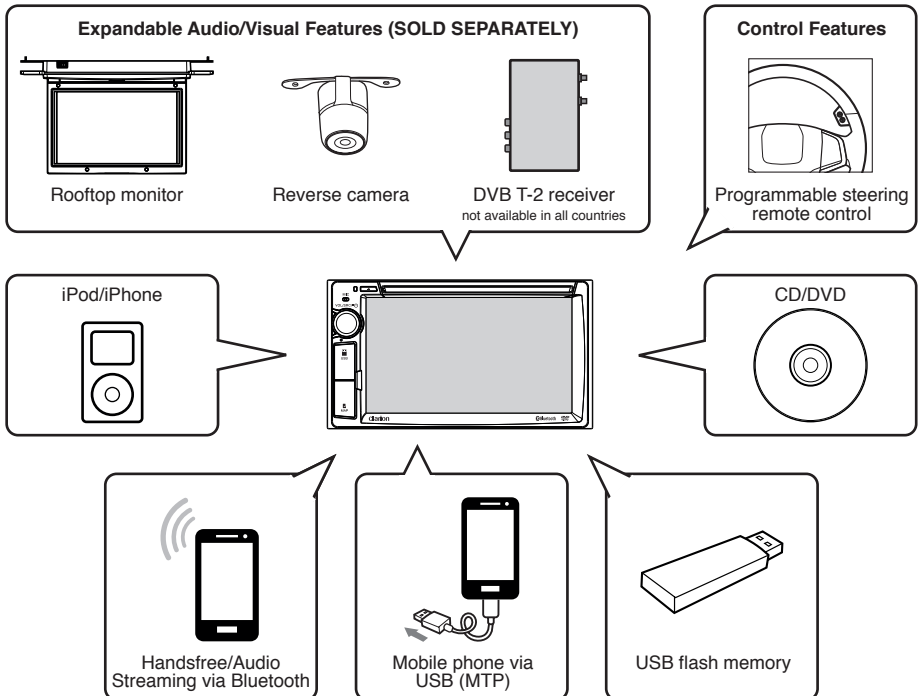 Expandable Audio/Visual Features (SOLD SEPARATELY)
Rooftop monitor
Reverse camera
DVB T-2 receiver
not available in all countries
Control Features
Programmable steering
remote control
iPod/iPhone
CD/DVD
MAP
Clarion
Bluetooth
Handsfree/Audio
Streaming via Bluetooth
Mobile phone via
USB (MTP)
USB flash memory